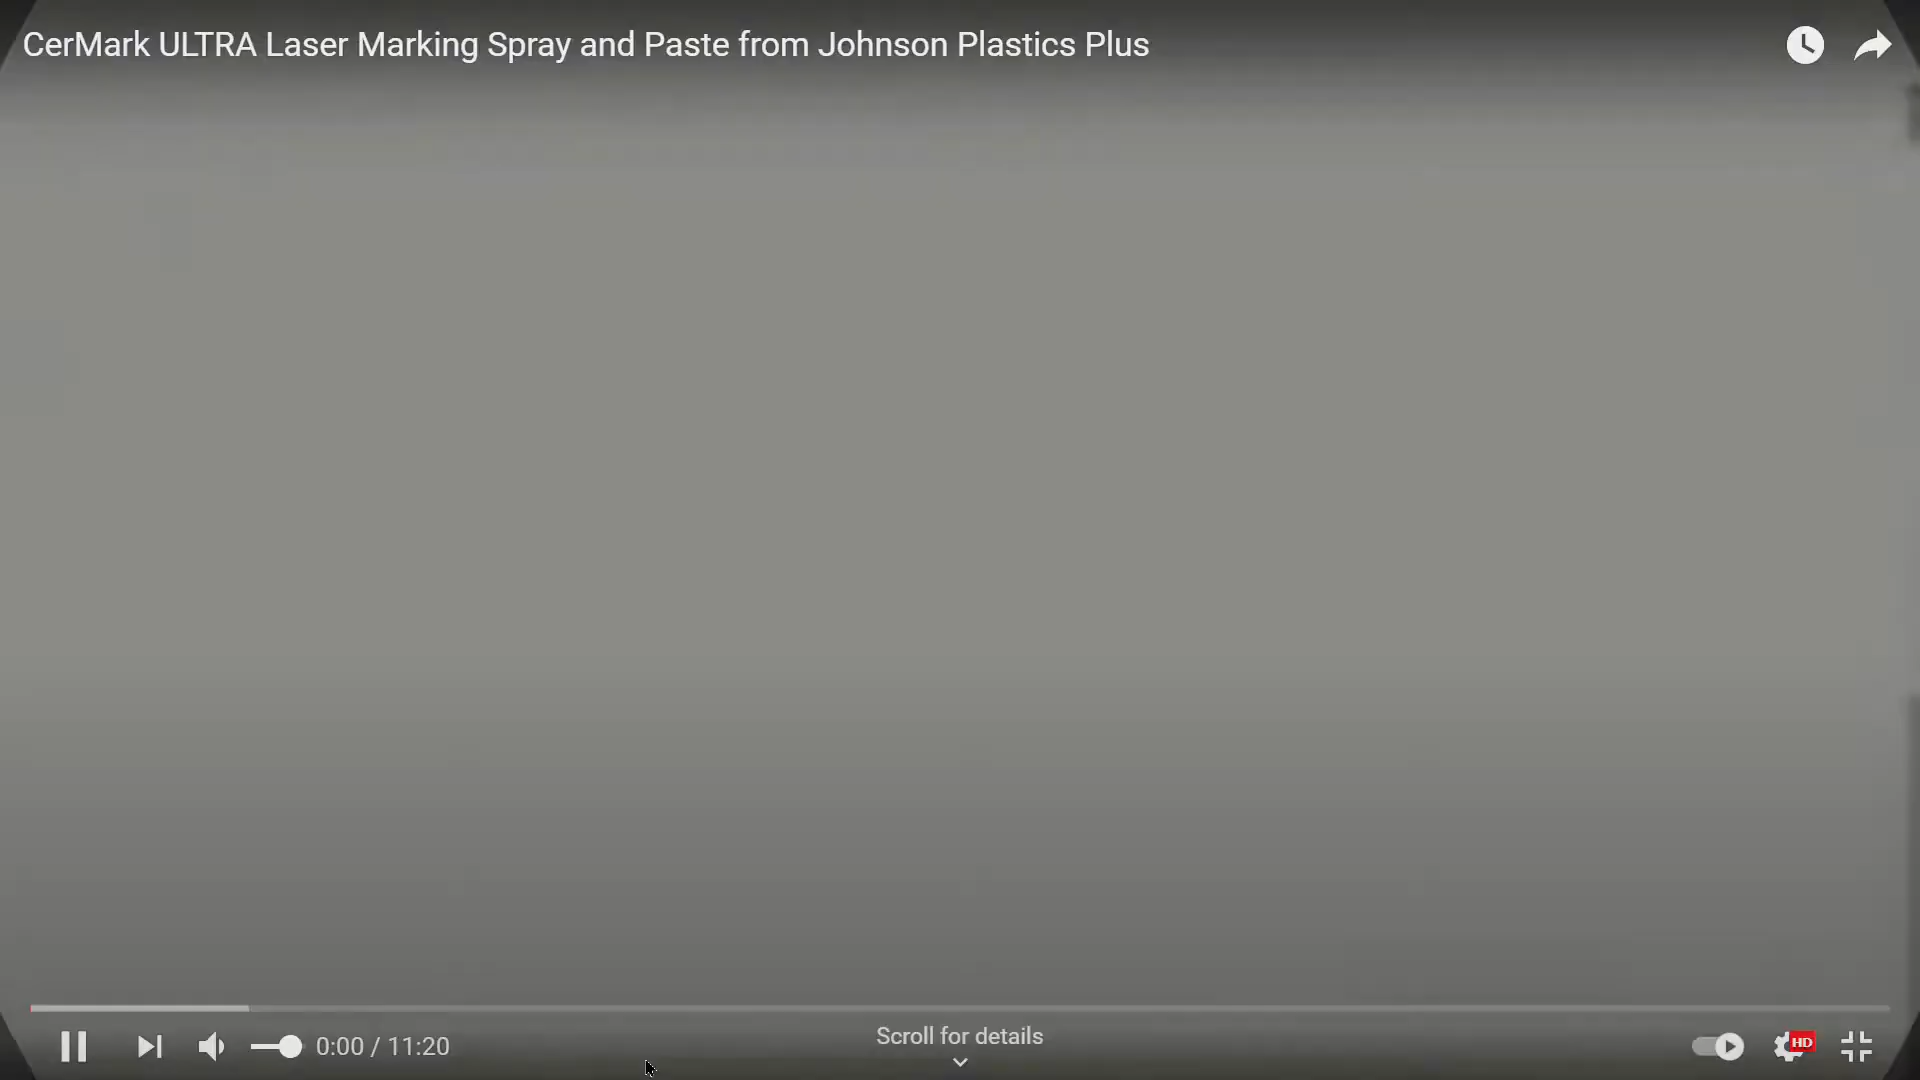 CerMark ULTRA Laser Marking Spray and Paste from Johnson Plastics Plus
Scroll for details
0:00 / 11:20
HD